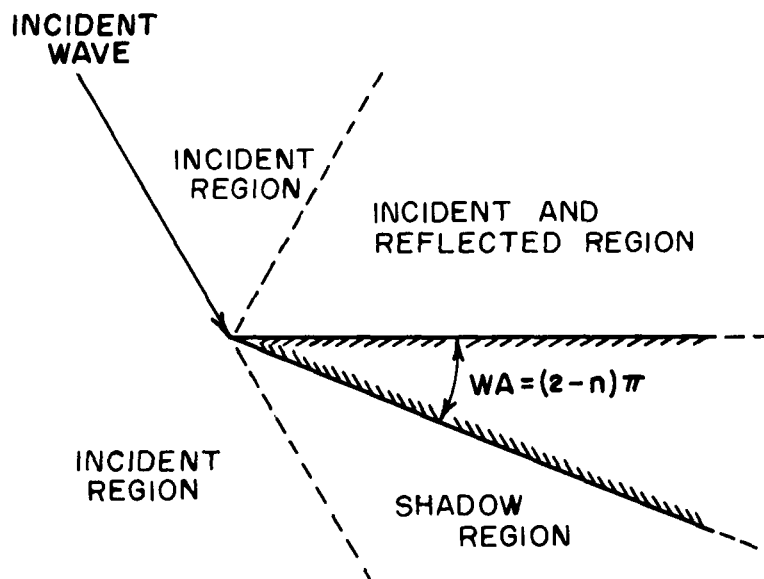 INCIDENT
WAVE
INCIDENT
REGION
INCIDENT AND
REFLECTED REGION
WA = (2-n)π
INCIDENT
REGION
SHADOW
REGION